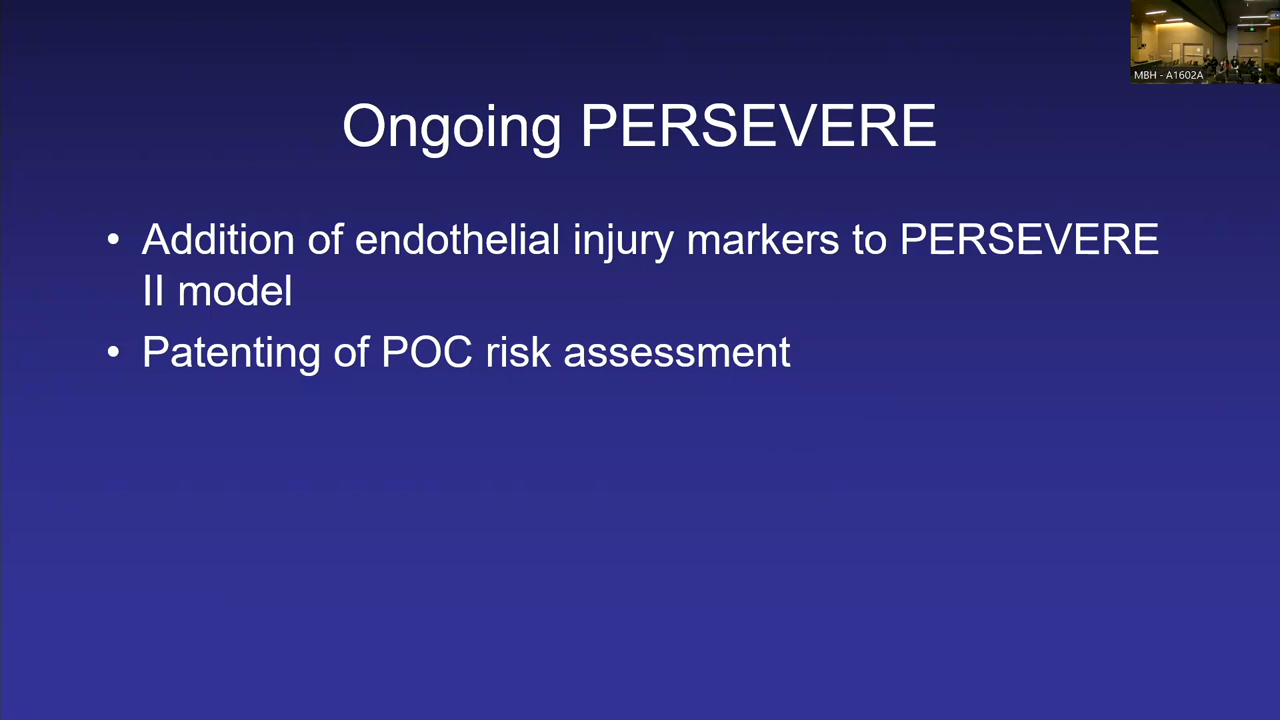 MBH - A1602A
Ongoing PERSEVERE
• Addition of endothelial injury markers to PERSEVERE
II model
• Patenting of POC risk assessment